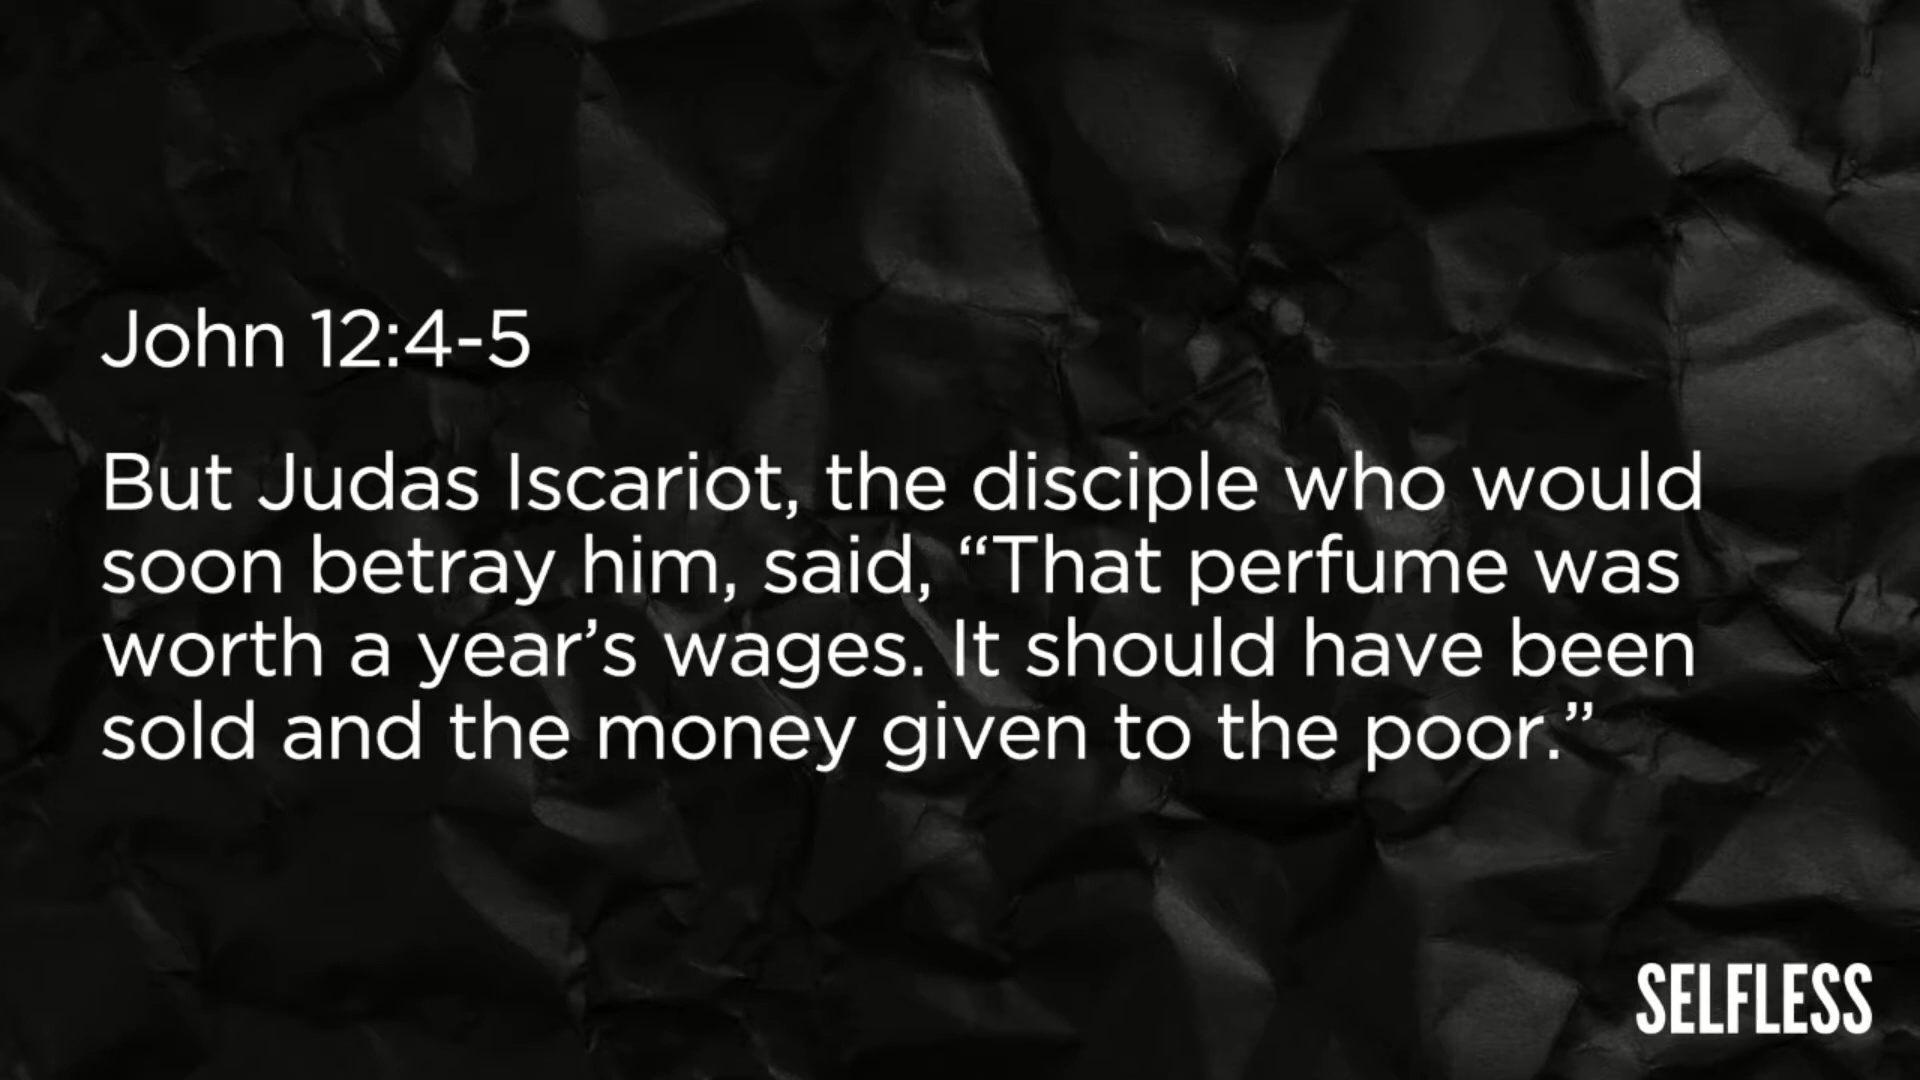 John 12:4-5
But Judas Iscariot, the disciple who would
soon betray him, said, “That perfume was
worth a year’s wages. It should have been
sold and the money given to the poor.”
SELFLESS